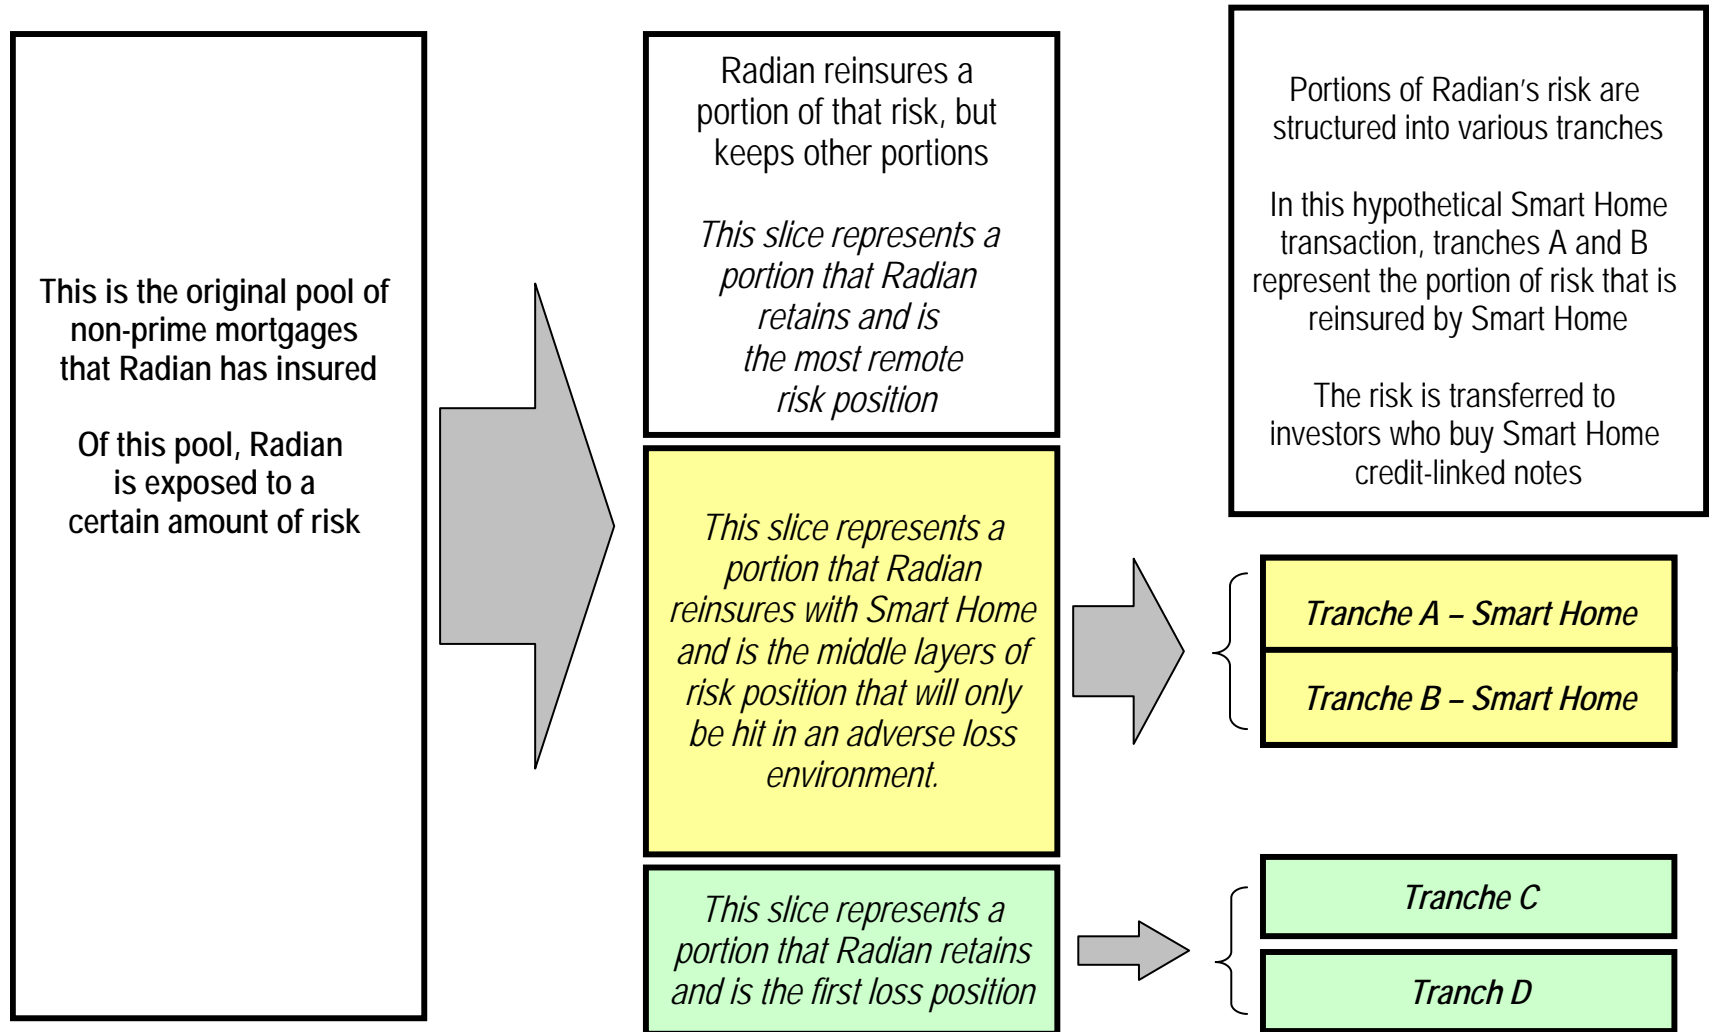 This is the original pool of
non-prime mortgages
that Radian has insured
Of this pool, Radian
is exposed to a
certain amount of risk
Radian reinsures a
portion of that risk, but
keeps other portions
This slice represents a
portion that Radian
retains and is
the most remote
risk position
This slice represents a
portion that Radian
reinsures with Smart Home
and is the middle layers of
risk position that will only
be hit in an adverse loss
environment.
This slice represents a
portion that Radian retains
and is the first loss position
Portions of Radian’s risk are
structured into various tranches
In this hypothetical Smart Home
transaction, tranches A and B
represent the portion of risk that is
reinsured by Smart Home
The risk is transferred to
investors who buy Smart Home
credit-linked notes
Tranche A – Smart Home
Tranche B – Smart Home
Tranche C
Tranch D